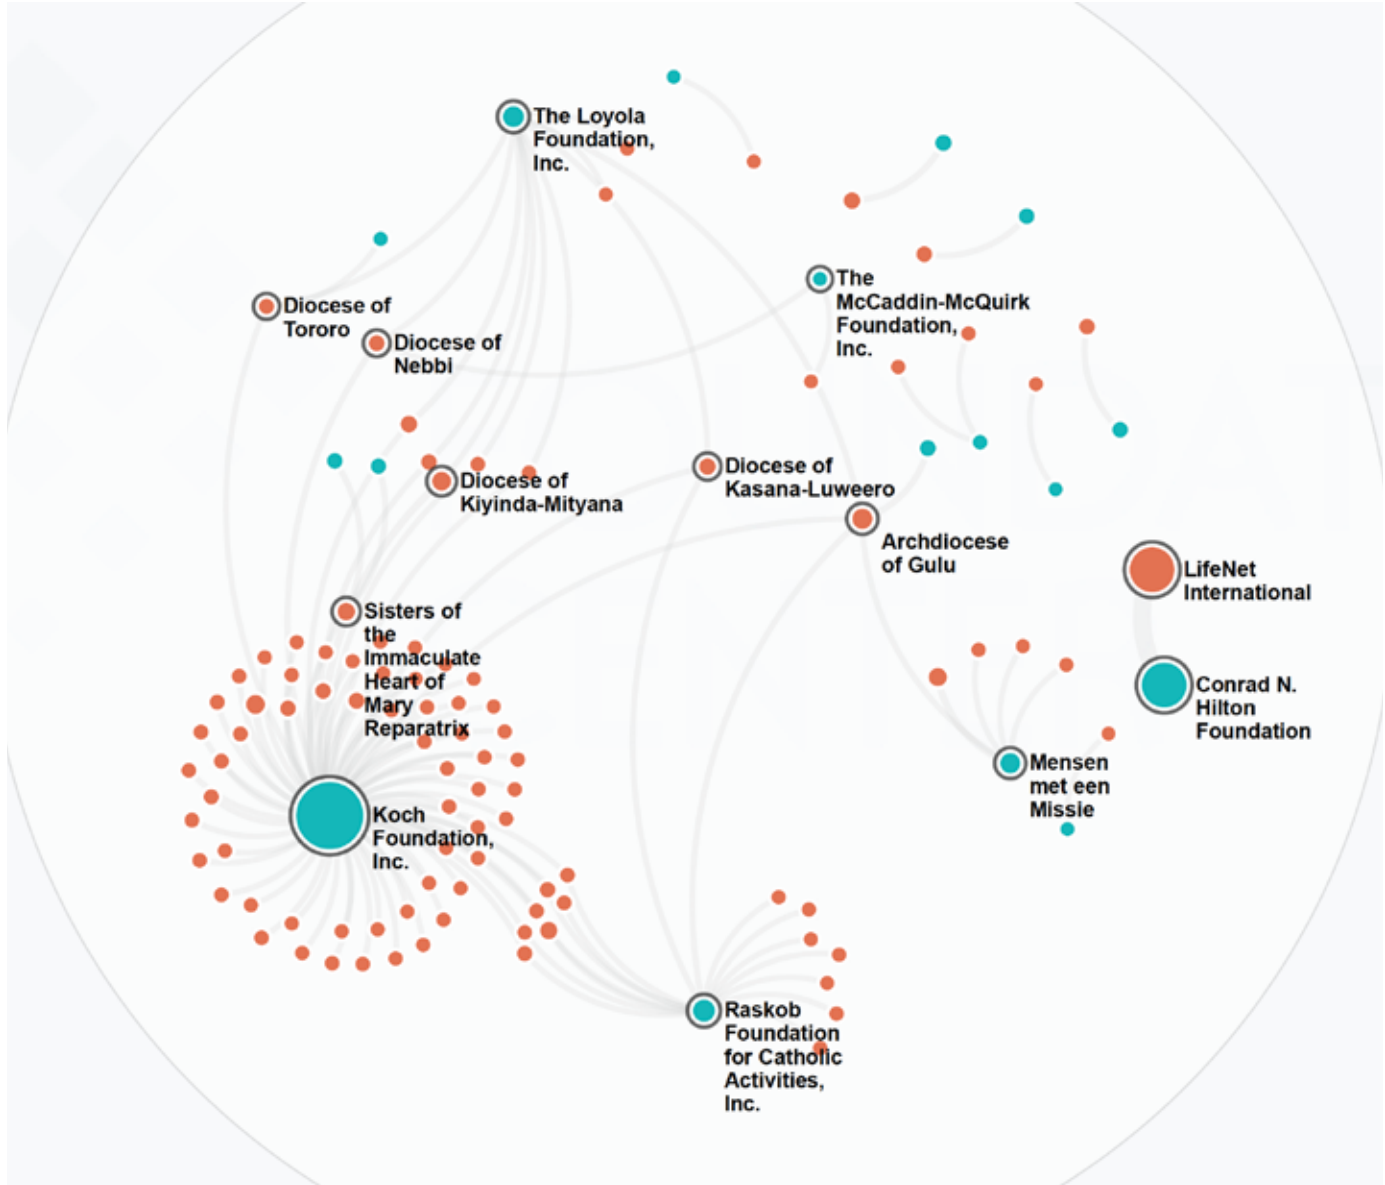 The Loyola
Foundation,
Inc.
The
McCaddin-McQuirk
Foundation,
Inc.
Diocese of
Tororo
Diocese of
Nebbi
Diocese of
Kiyinda-Mityana
Diocese of
Kasana-Luweero
Archdiocese
of Gulu
LifeNet
International
Sisters of
the
Immaculate
Heart of
Mary
Reparatrix
Conrad N.
Hilton
Foundation
Mensen
met een
Missie
Koch
Foundation,
Inc.
Raskob
Foundation
for Catholic
Activities,
Inc.